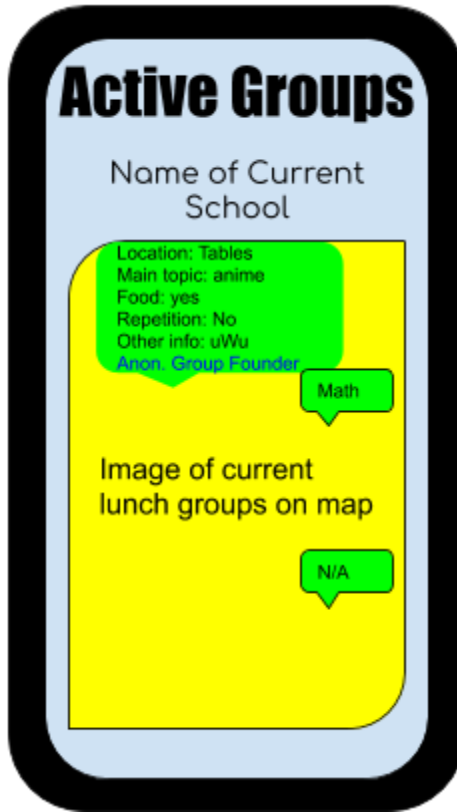 Active Groups
Name of Current
School
Location: Tables
Main topic: anime
Food: yes
Repetition: No
Other info: uWu
Anon. Group Founder
Math
Image of current
lunch groups on map
N/A